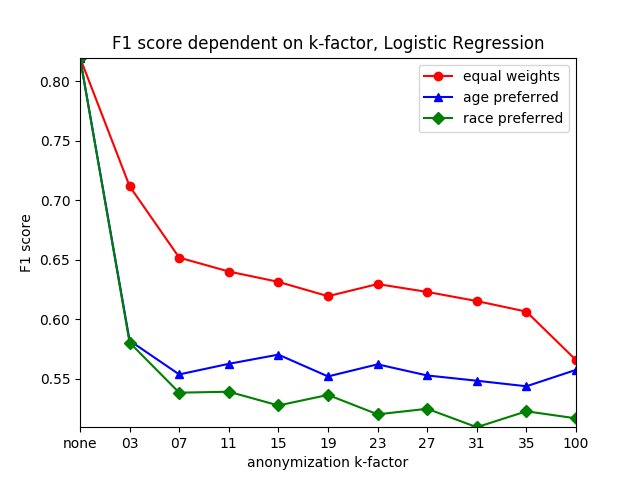 F1 score dependent on k-factor, Logistic Regression
equal weights
age preferred
race preferred
F1 score
0.80
0.75
0.70
0.65
0.60
0.55
none 03 07 11 15 19 23 27 31 35 100
anonymization k-factor